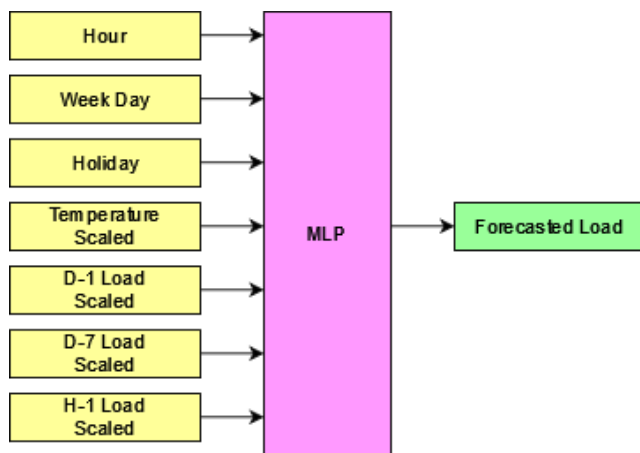 Hour
Week Day
Holiday
Temperature
Scaled
D-1 Load
Scaled
D-7 Load
Scaled
H-1 Load
Scaled
MLP
Forecasted Load